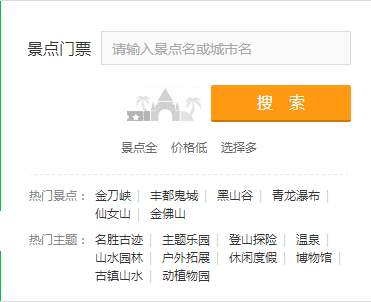 景点门票 请输入景点名或城市名
搜 索
景点全 价格低 选择多
热门景点： 金刀峡 | 丰都鬼城 | 黑山谷 | 青龙瀑布 |
仙女山 | 金佛山
热门主题： 名胜古迹 | 主题乐园 | 登山探险 | 温泉 |
山水园林 | 户外拓展 | 休闲度假 | 博物馆 |
古镇山水 | 动植物园